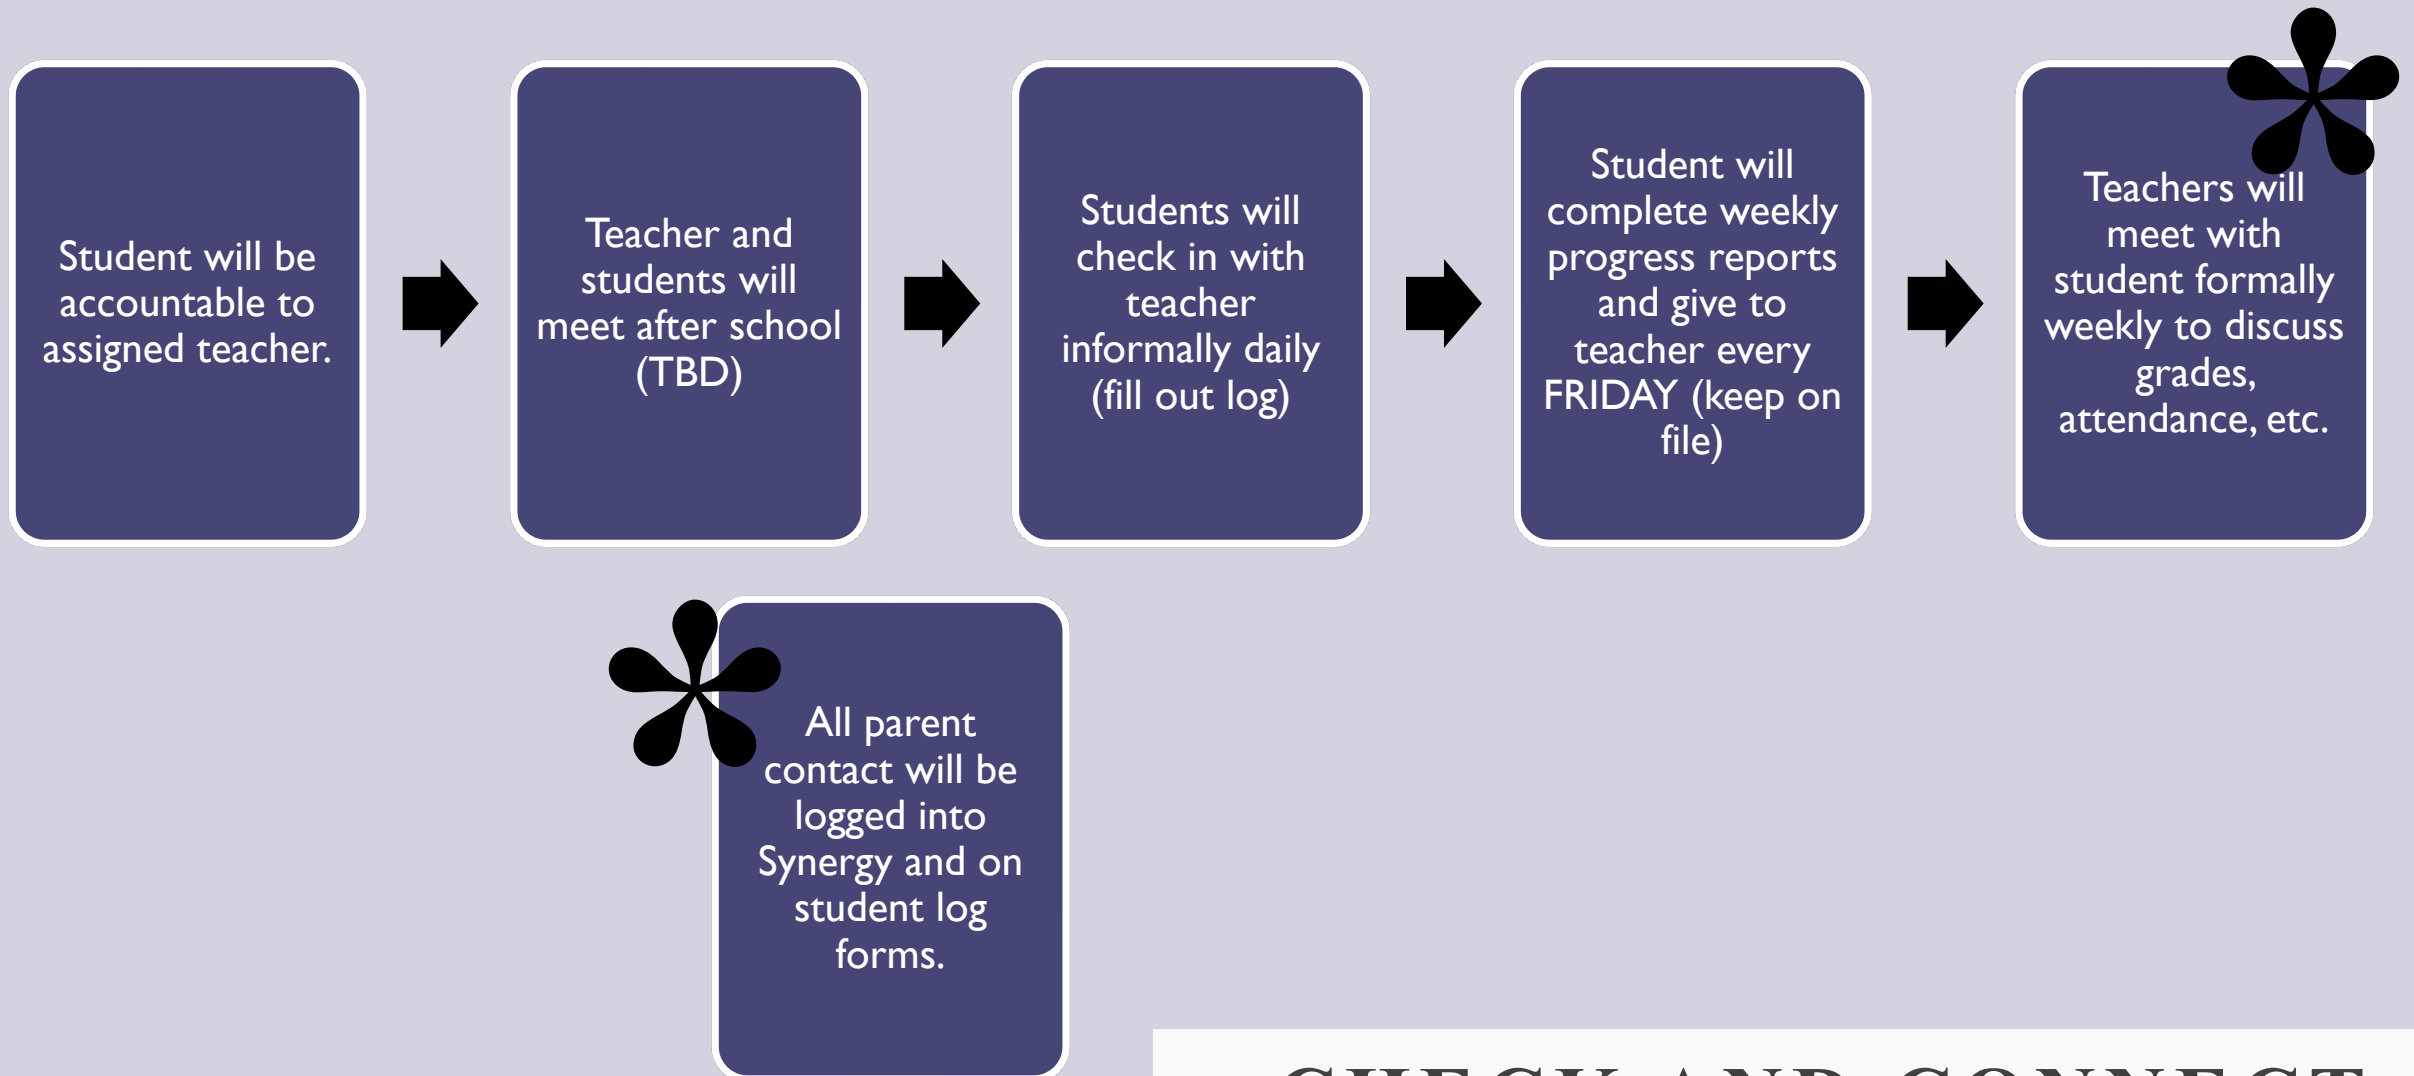 Student will be
accountable to
assigned teacher.
Teacher and
students will
meet after school
(TBD)
Students will
check in with
teacher
informally daily
(fill out log)
Student will
complete weekly
progress reports
and give to
teacher every
FRIDAY (keep on
file)
Teachers will
meet with
student formally
weekly to discuss
grades,
attendance, etc.
All parent
contact will be
logged into
Synergy and on
student log
forms.
CHECK AND CONNECT